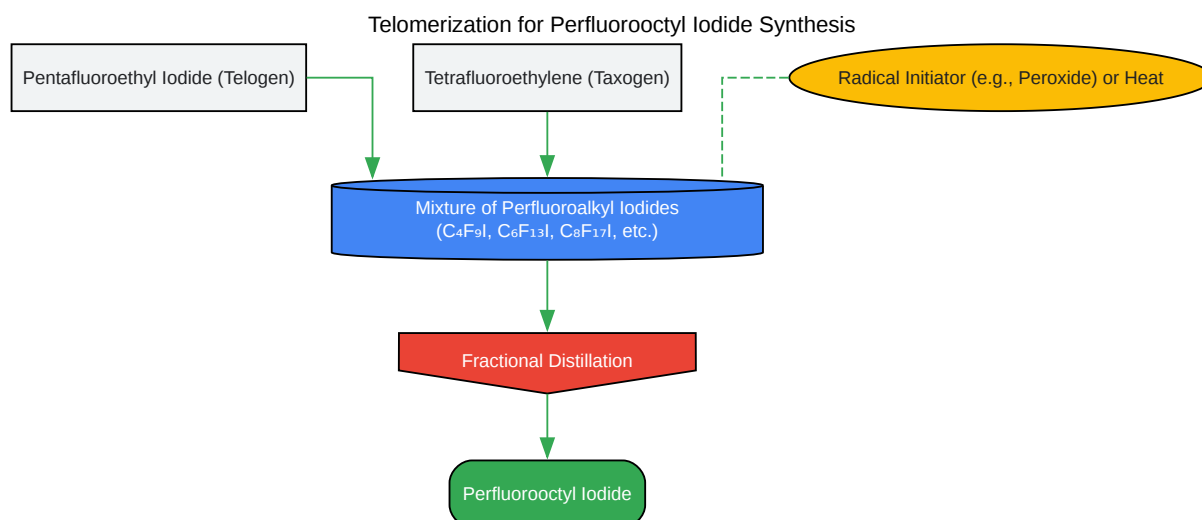 Telomerization for Perfluorooctyl Iodide Synthesis
Pentafluoroethyl Iodide (Telogen)
Tetrafluoroethylene (Taxogen)
Radical Initiator (e.g., Peroxide) or Heat
Mixture of Perfluoroalkyl Iodides
(C₄F₉I, C₆F₁₃I, C₈F₁₇I, etc.)
Fractional Distillation
Perfluorooctyl Iodide